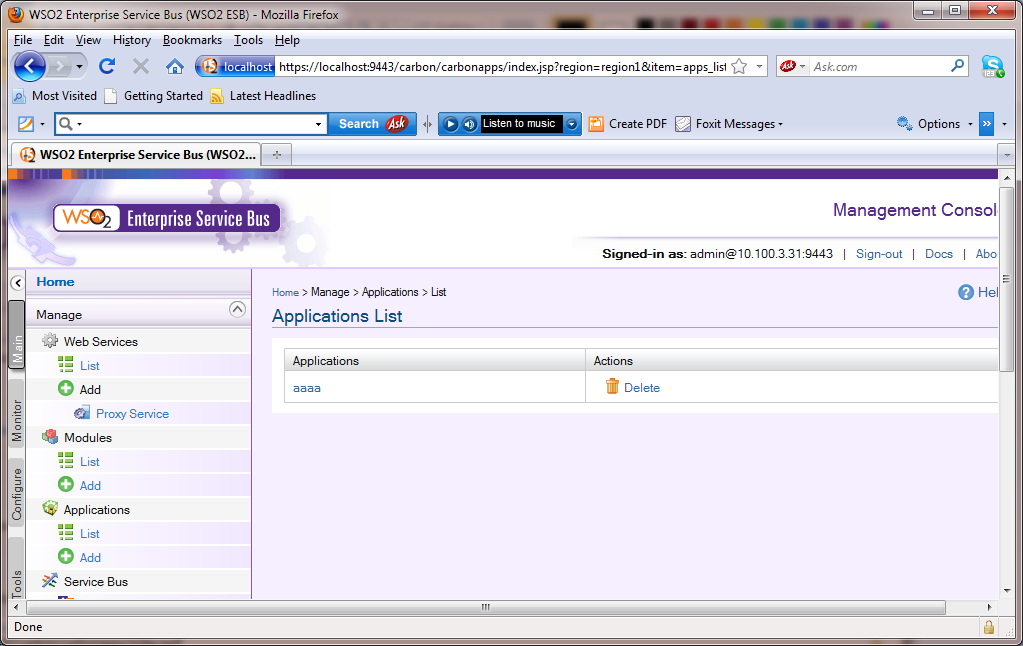 WSO2 Enterprise Service Bus (WSO2 ESB) - Mozilla Firefox
File Edit View History Bookmarks Tools Help
localhost https://localhost:9443/carbon/carbonapps/index.jsp?region=region1&item=apps_list Ask Ask.com
Most Visited Getting Started Latest Headlines
Search Ask Listen to music Create PDF Foxit Messages Options »
WSO2 Enterprise Service Bus (WSO2...
WSO2 Enterprise Service Bus
Management Consol
Signed-in as: admin@10.100.3.31:9443 | Sign-out | Docs | Abo
Home
Home > Manage > Applications > List
Hel
Manage
Applications List
Main
Monitor
Configure
Tools
Web Services
List
Add
Proxy Service
Modules
List
Add
Applications
List
Add
Service Bus
Applications Actions
aaaa Delete
Done